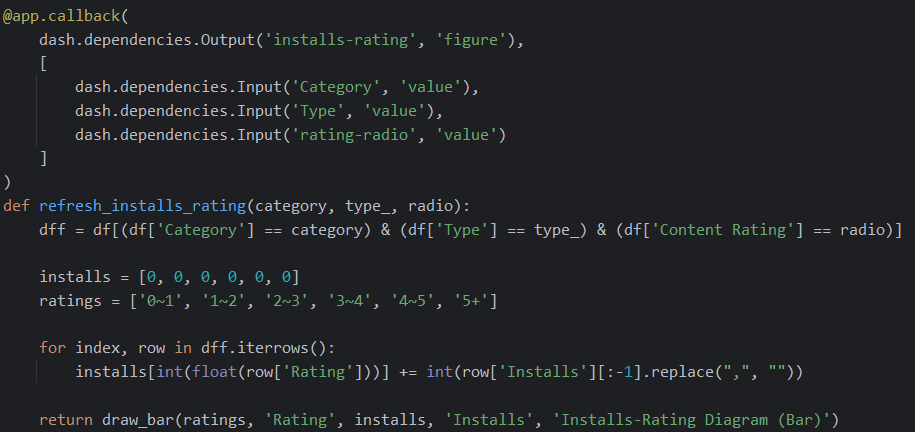 @app.callback(
    dash.dependencies.Output('installs-rating', 'figure'),
    [
        dash.dependencies.Input('Category', 'value'),
        dash.dependencies.Input('Type', 'value'),
        dash.dependencies.Input('rating-radio', 'value')
    ]
)
def refresh_installs_rating(category, type_, radio):
    dff = df[(df['Category'] == category) & (df['Type'] == type_) & (df['Content Rating'] == radio)]
    installs = [0, 0, 0, 0, 0, 0]
    ratings = ['0~1', '1~2', '2~3', '3~4', '4~5', '5+']
    for index, row in dff.iterrows():
        installs[int(float(row['Rating']))] += int(row['Installs'][:-1].replace(",", ""))
    return draw_bar(ratings, 'Rating', installs, 'Installs', 'Installs-Rating Diagram (Bar)')